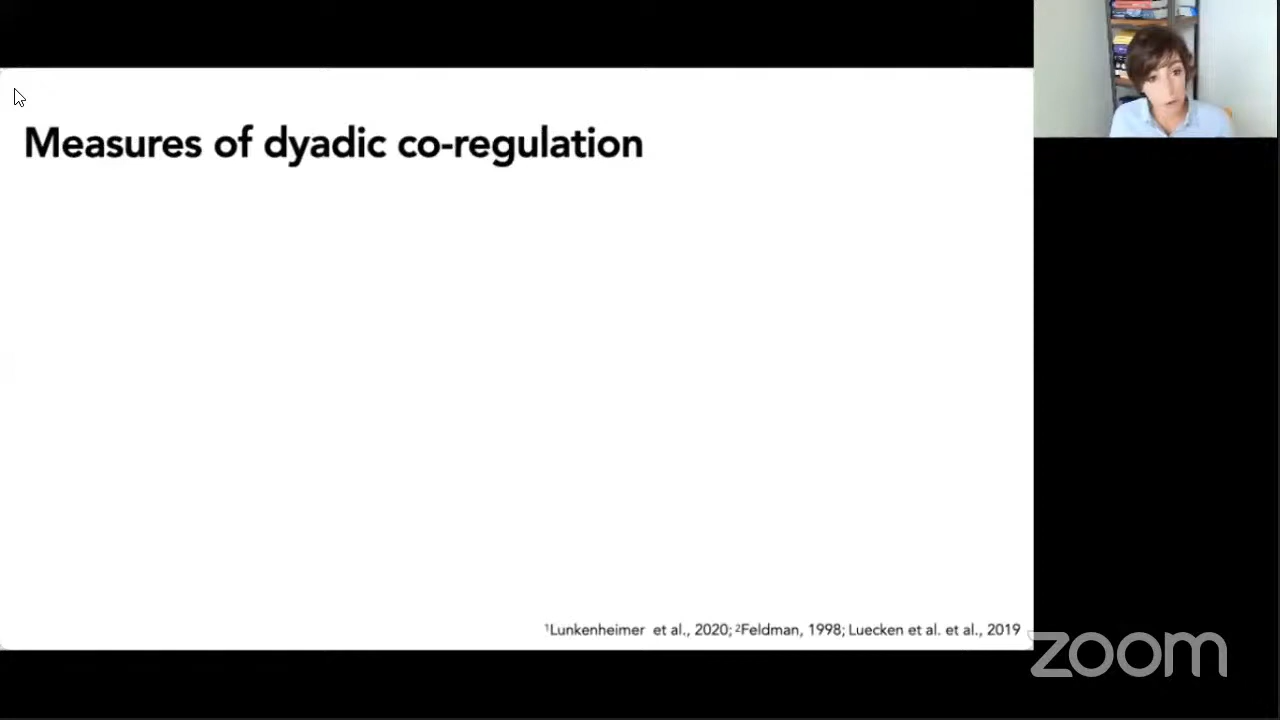 Measures of dyadic co-regulation
¹Lunkenheimer et al., 2020; ²Feldman, 1998; Luecken et al. et al., 2019
zoom